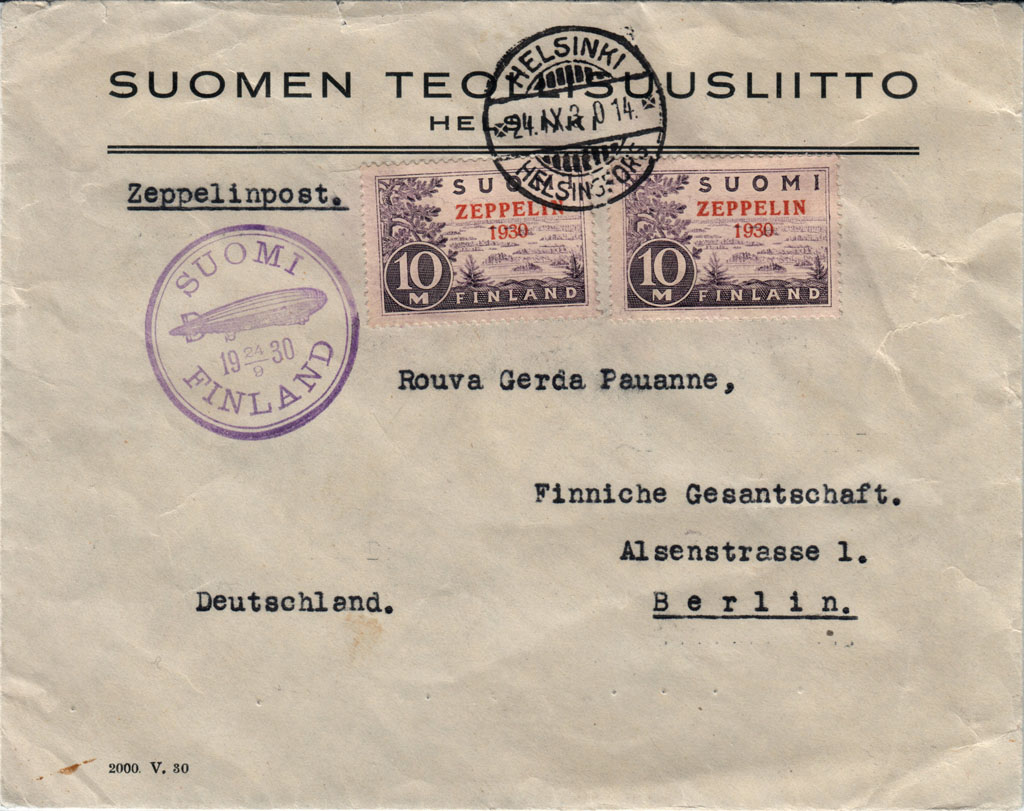 SUOMEN TEOLLISUUSLIITTO
HELSINKI
HELSINKI
24.IX.30 14.
HELSINGFORS
Zeppelinpost.
SUOMI
ZEPPELIN
1930
10
M
FINLAND
SUOMI
ZEPPELIN
1930
10
M
FINLAND
SUOMI
19 24/9 30
FINLAND
Rouva Gerda Pauanne,
Finniche Gesantschaft.
Alsenstrasse 1.
Deutschland.
Berlin.
2000. V. 30